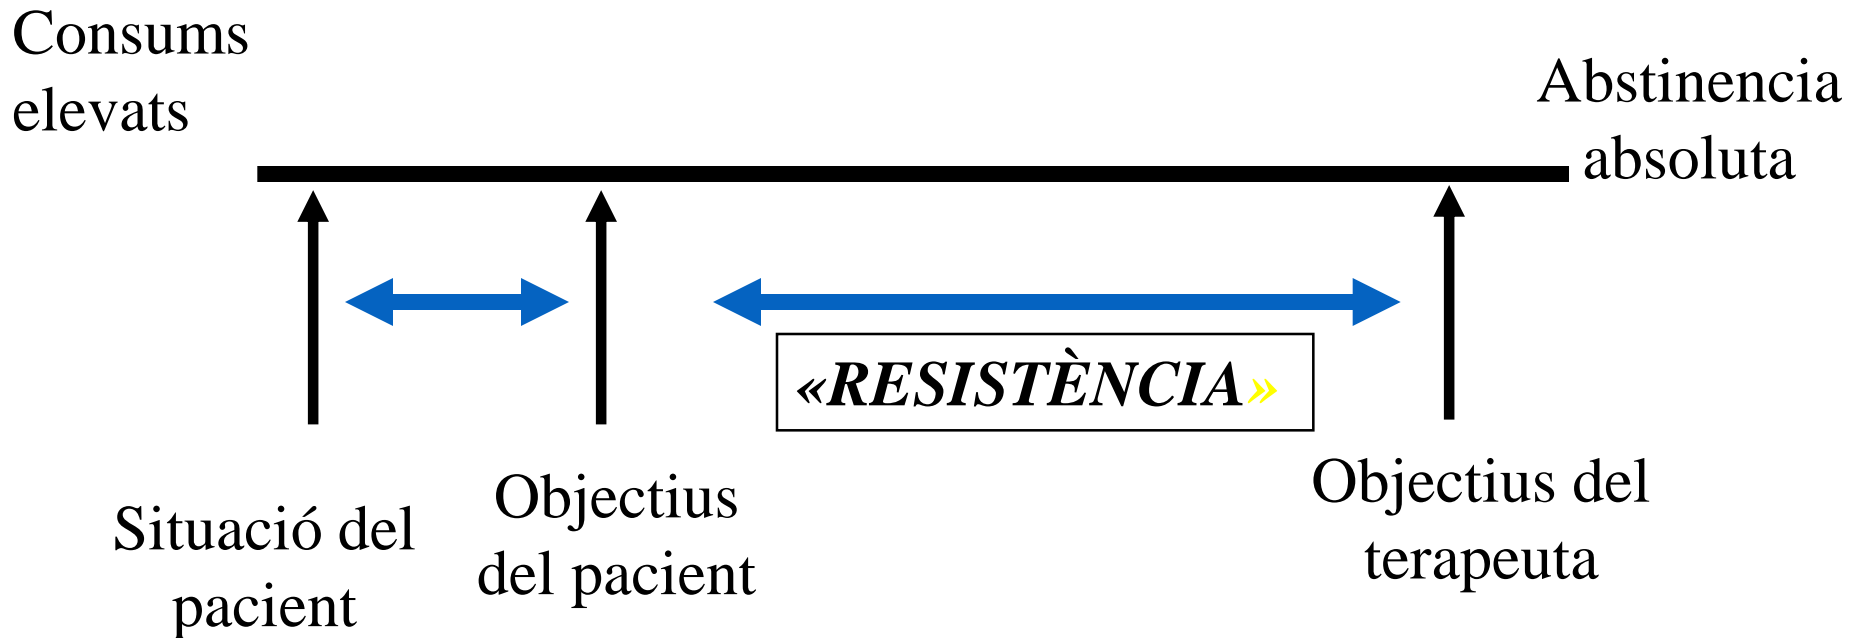 Consums
elevats
Abstinencia
absoluta
«RESISTÈNCIA»
Situació del
pacient
Objectius
del pacient
Objectius del
terapeuta